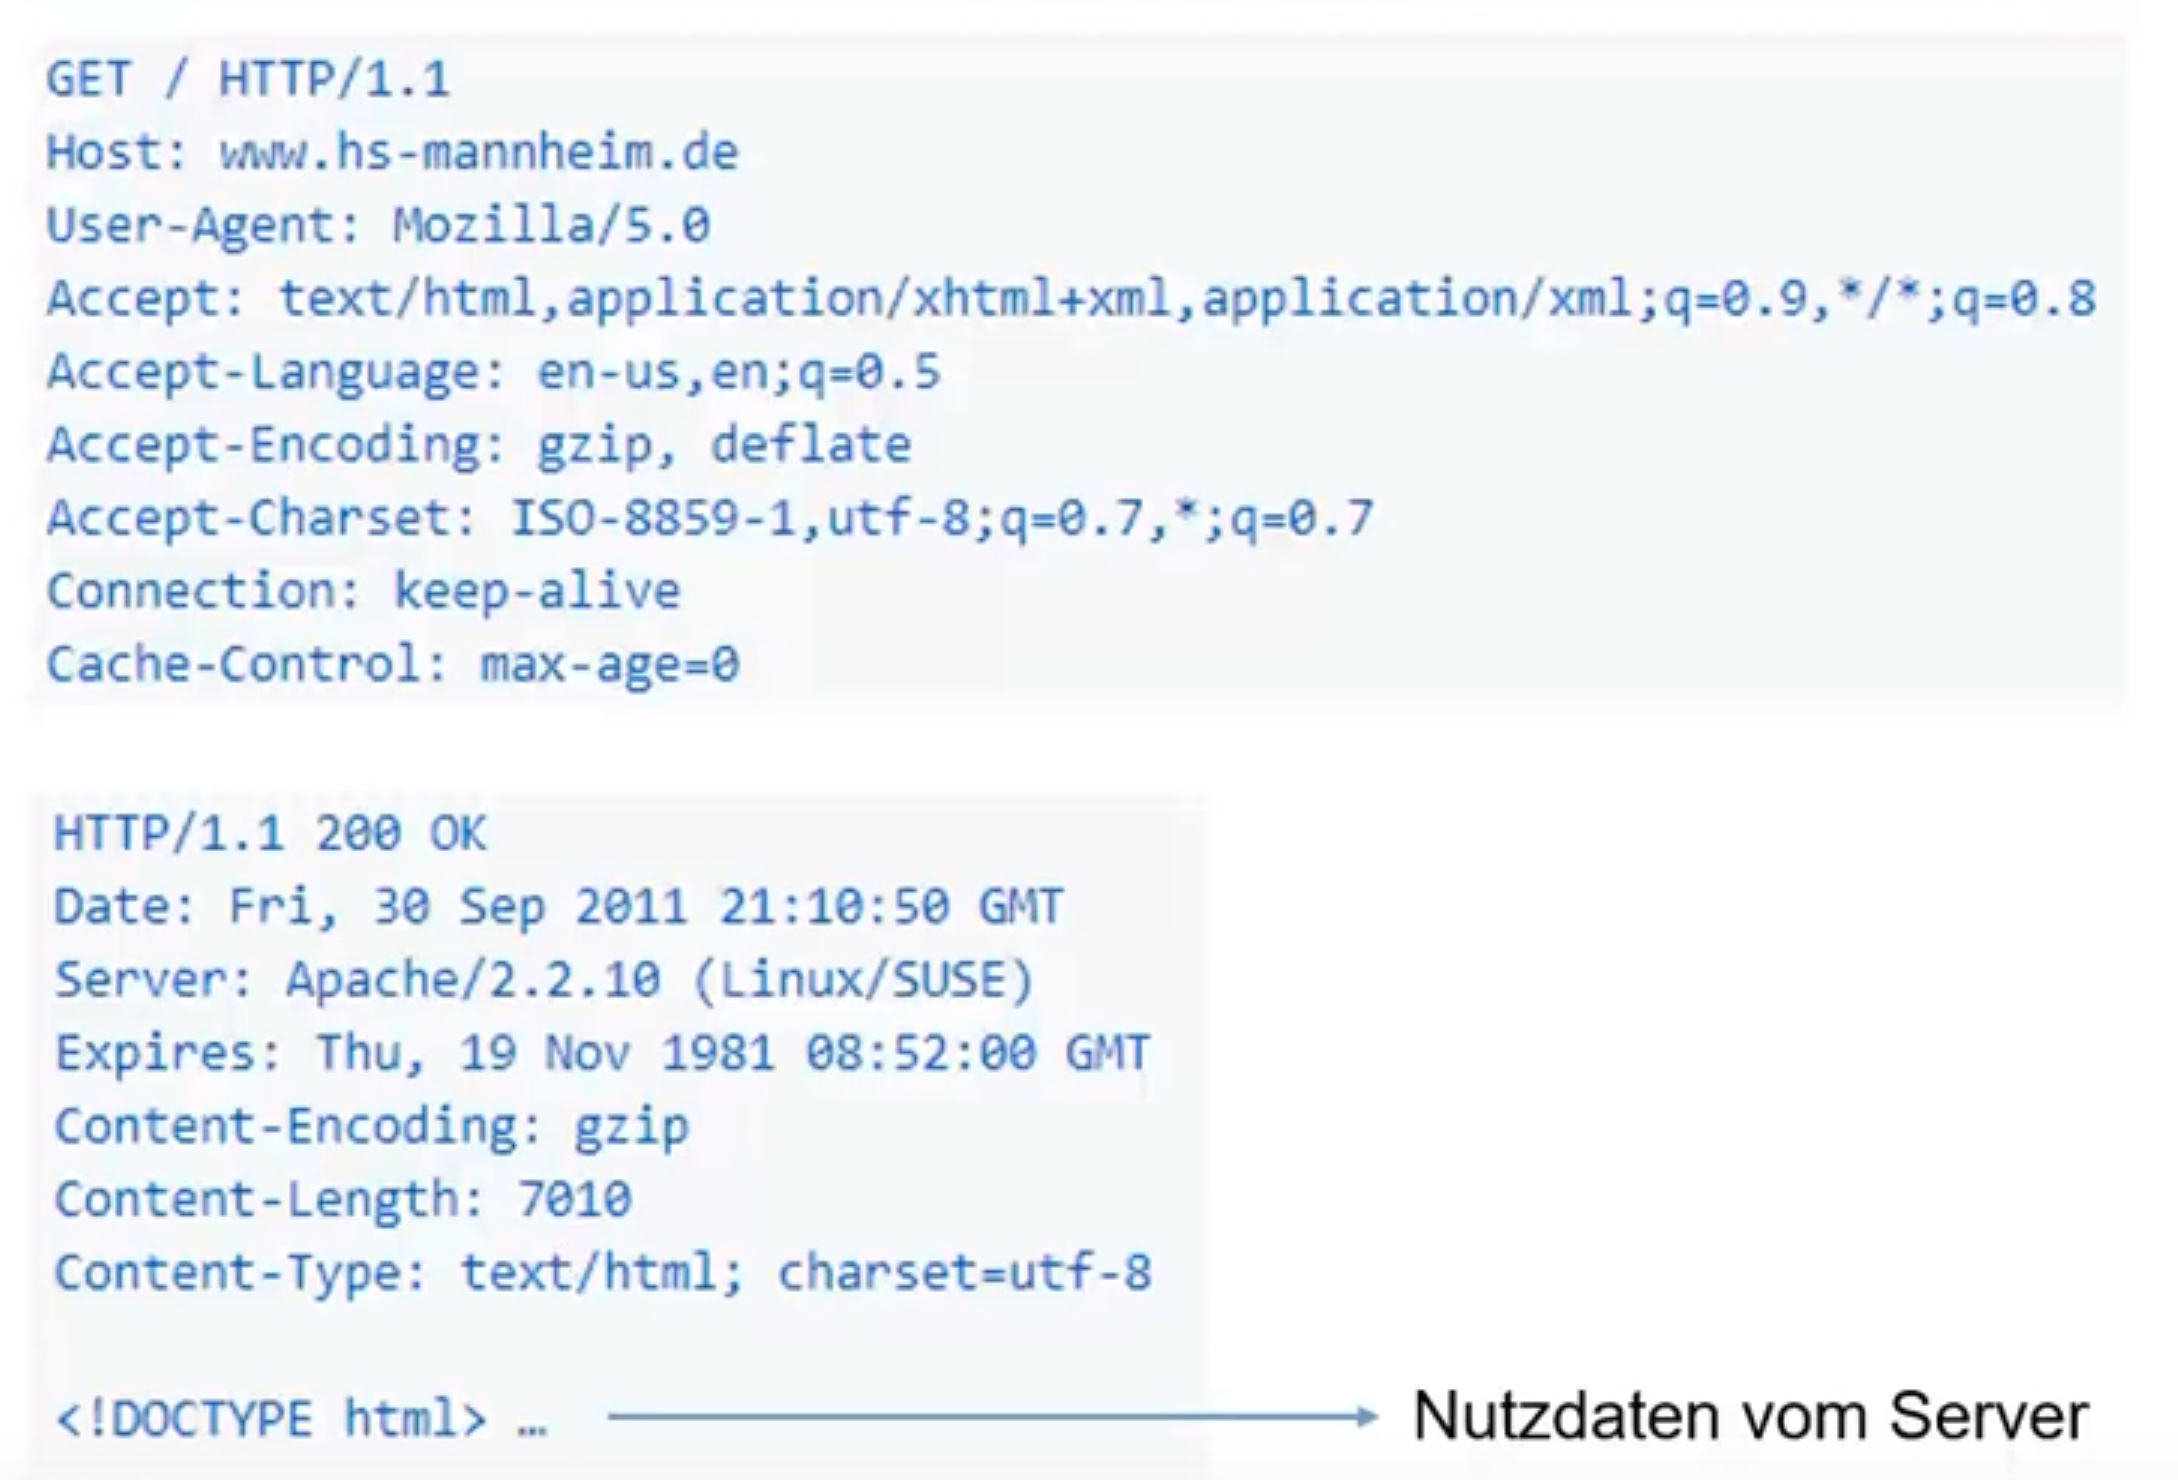 GET / HTTP/1.1
Host: www.hs-mannheim.de
User-Agent: Mozilla/5.0
Accept: text/html,application/xhtml+xml,application/xml;q=0.9,*/*;q=0.8
Accept-Language: en-us,en;q=0.5
Accept-Encoding: gzip, deflate
Accept-Charset: ISO-8859-1,utf-8;q=0.7,*;q=0.7
Connection: keep-alive
Cache-Control: max-age=0
HTTP/1.1 200 OK
Date: Fri, 30 Sep 2011 21:10:50 GMT
Server: Apache/2.2.10 (Linux/SUSE)
Expires: Thu, 19 Nov 1981 08:52:00 GMT
Content-Encoding: gzip
Content-Length: 7010
Content-Type: text/html; charset=utf-8
<!DOCTYPE html> … Nutzdaten vom Server